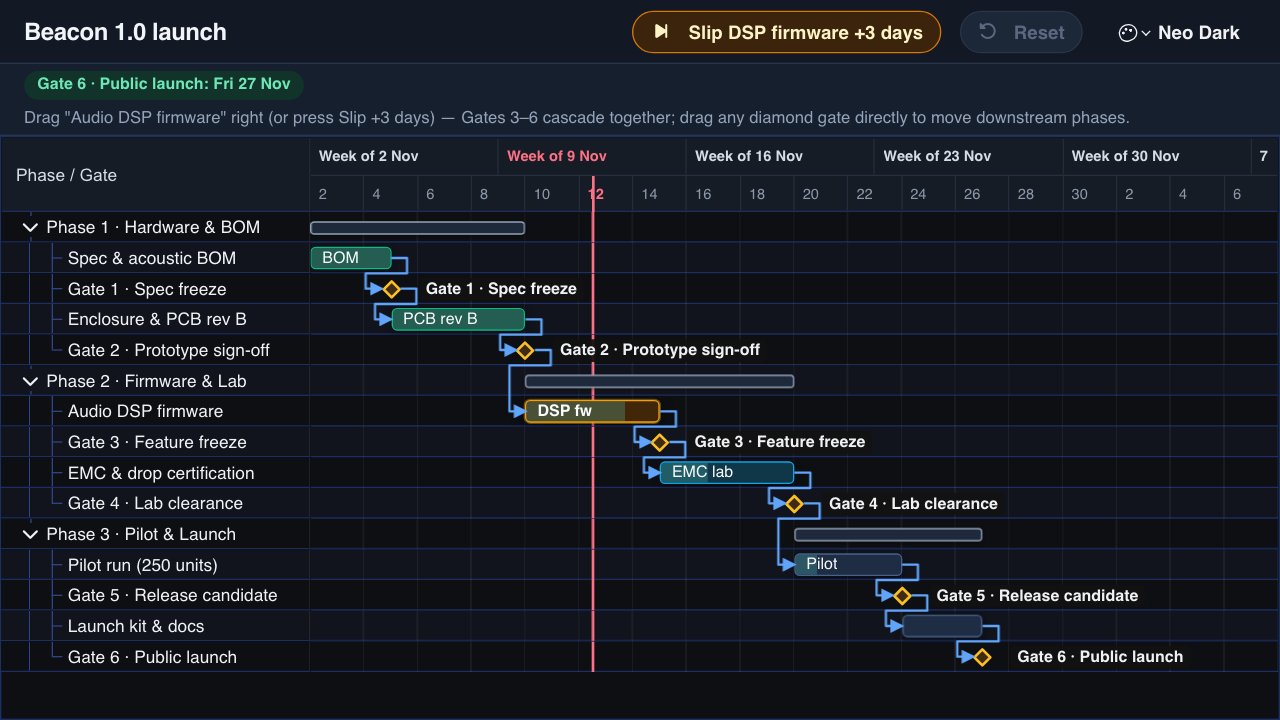 Beacon 1.0 launch
Slip DSP firmware +3 days
Reset
Neo Dark
Gate 6 · Public launch: Fri 27 Nov
Drag "Audio DSP firmware" right (or press Slip +3 days) — Gates 3–6 cascade together; drag any diamond gate directly to move downstream phases.
Phase / Gate
Week of 2 Nov
Week of 9 Nov
Week of 16 Nov
Week of 23 Nov
Week of 30 Nov
7
2 4 6 8 10 12 14 16 18 20 22 24 26 28 30 2 4 6
Phase 1 · Hardware & BOM
Spec & acoustic BOM
BOM
Gate 1 · Spec freeze
Gate 1 · Spec freeze
Enclosure & PCB rev B
PCB rev B
Gate 2 · Prototype sign-off
Gate 2 · Prototype sign-off
Phase 2 · Firmware & Lab
Audio DSP firmware
DSP fw
Gate 3 · Feature freeze
Gate 3 · Feature freeze
EMC & drop certification
EMC lab
Gate 4 · Lab clearance
Gate 4 · Lab clearance
Phase 3 · Pilot & Launch
Pilot run (250 units)
Pilot
Gate 5 · Release candidate
Gate 5 · Release candidate
Launch kit & docs
Gate 6 · Public launch
Gate 6 · Public launch